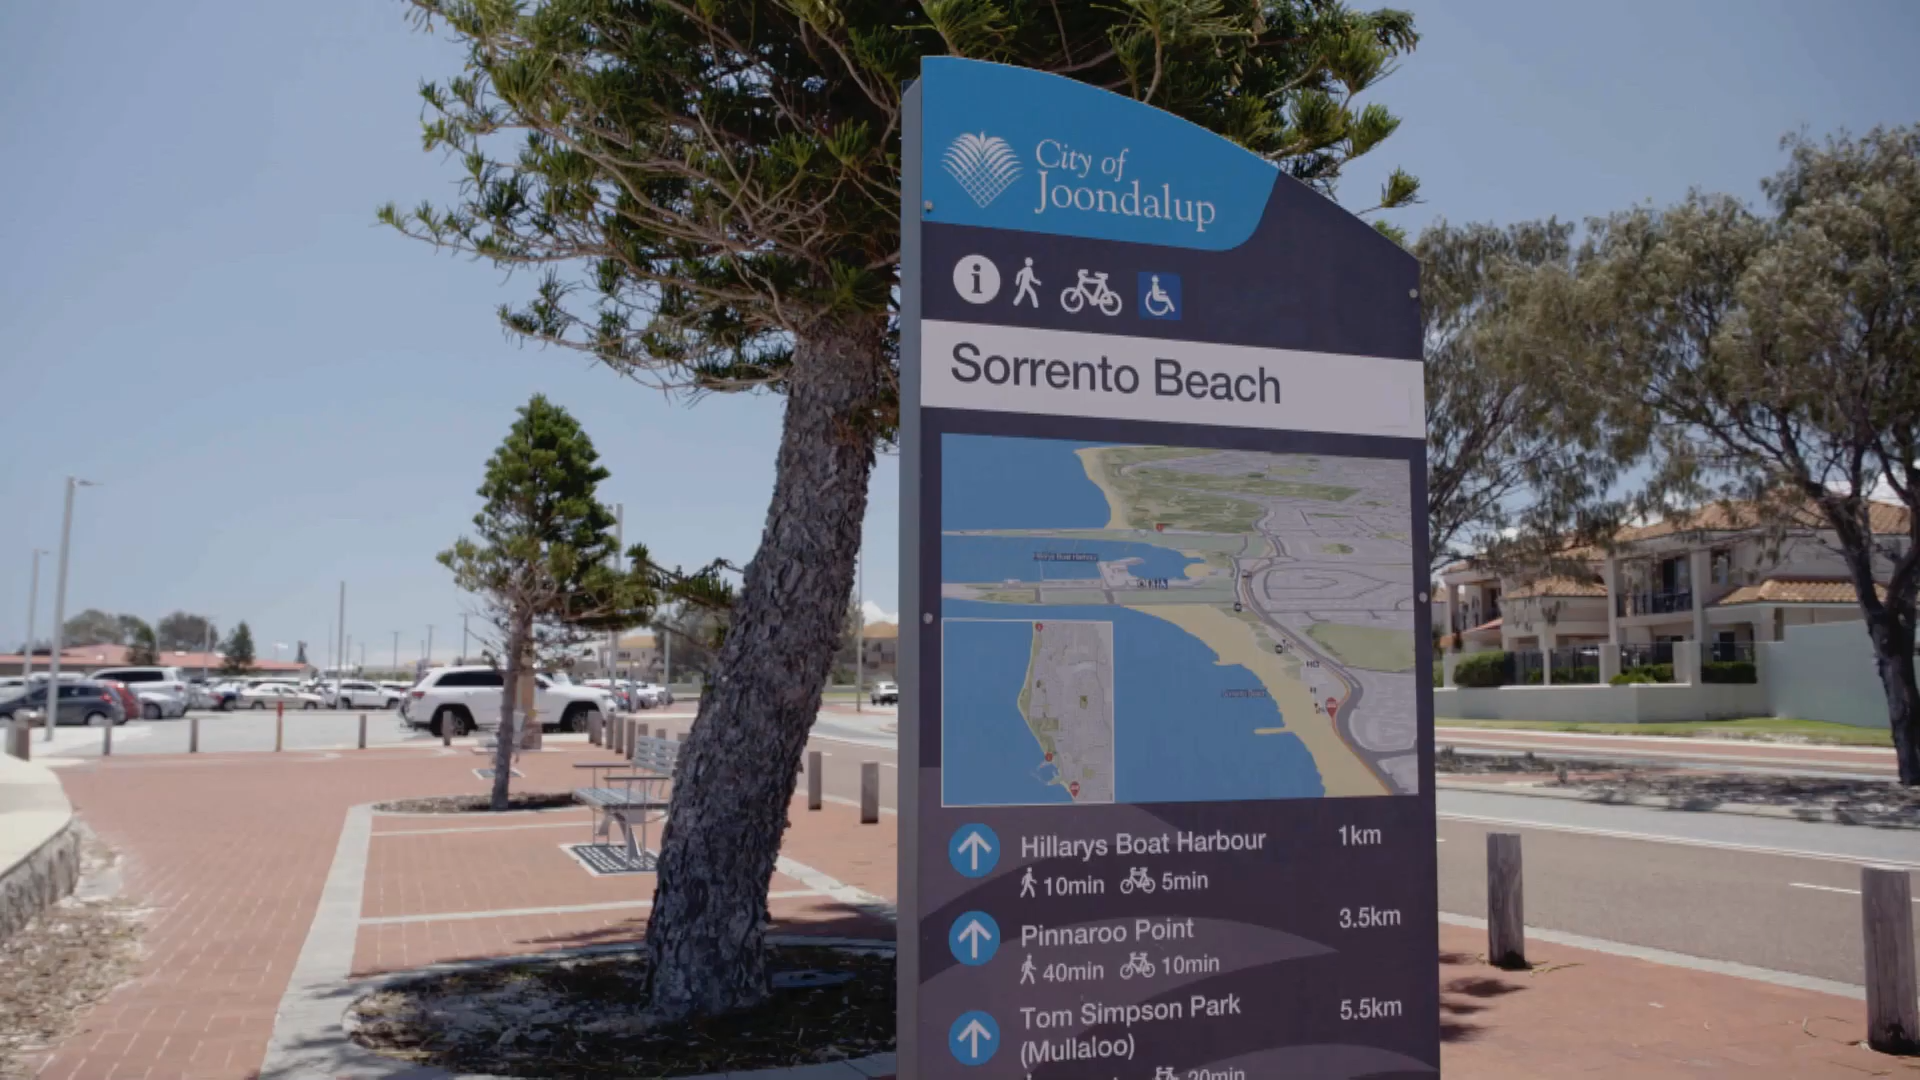 City of
Joondalup
i
Sorrento Beach
Hillarys Boat Harbour 1km
10min 5min
Pinnaroo Point 3.5km
40min 10min
Tom Simpson Park 5.5km
(Mullaloo)
20min